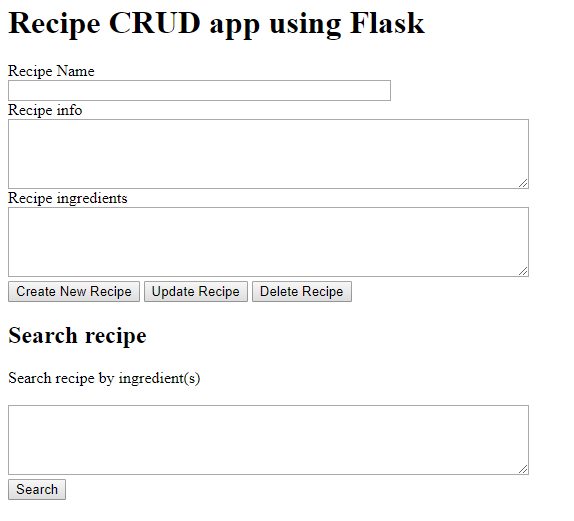 Recipe CRUD app using Flask
Recipe Name
Recipe info
Recipe ingredients
Create New Recipe Update Recipe Delete Recipe
Search recipe
Search recipe by ingredient(s)
Search